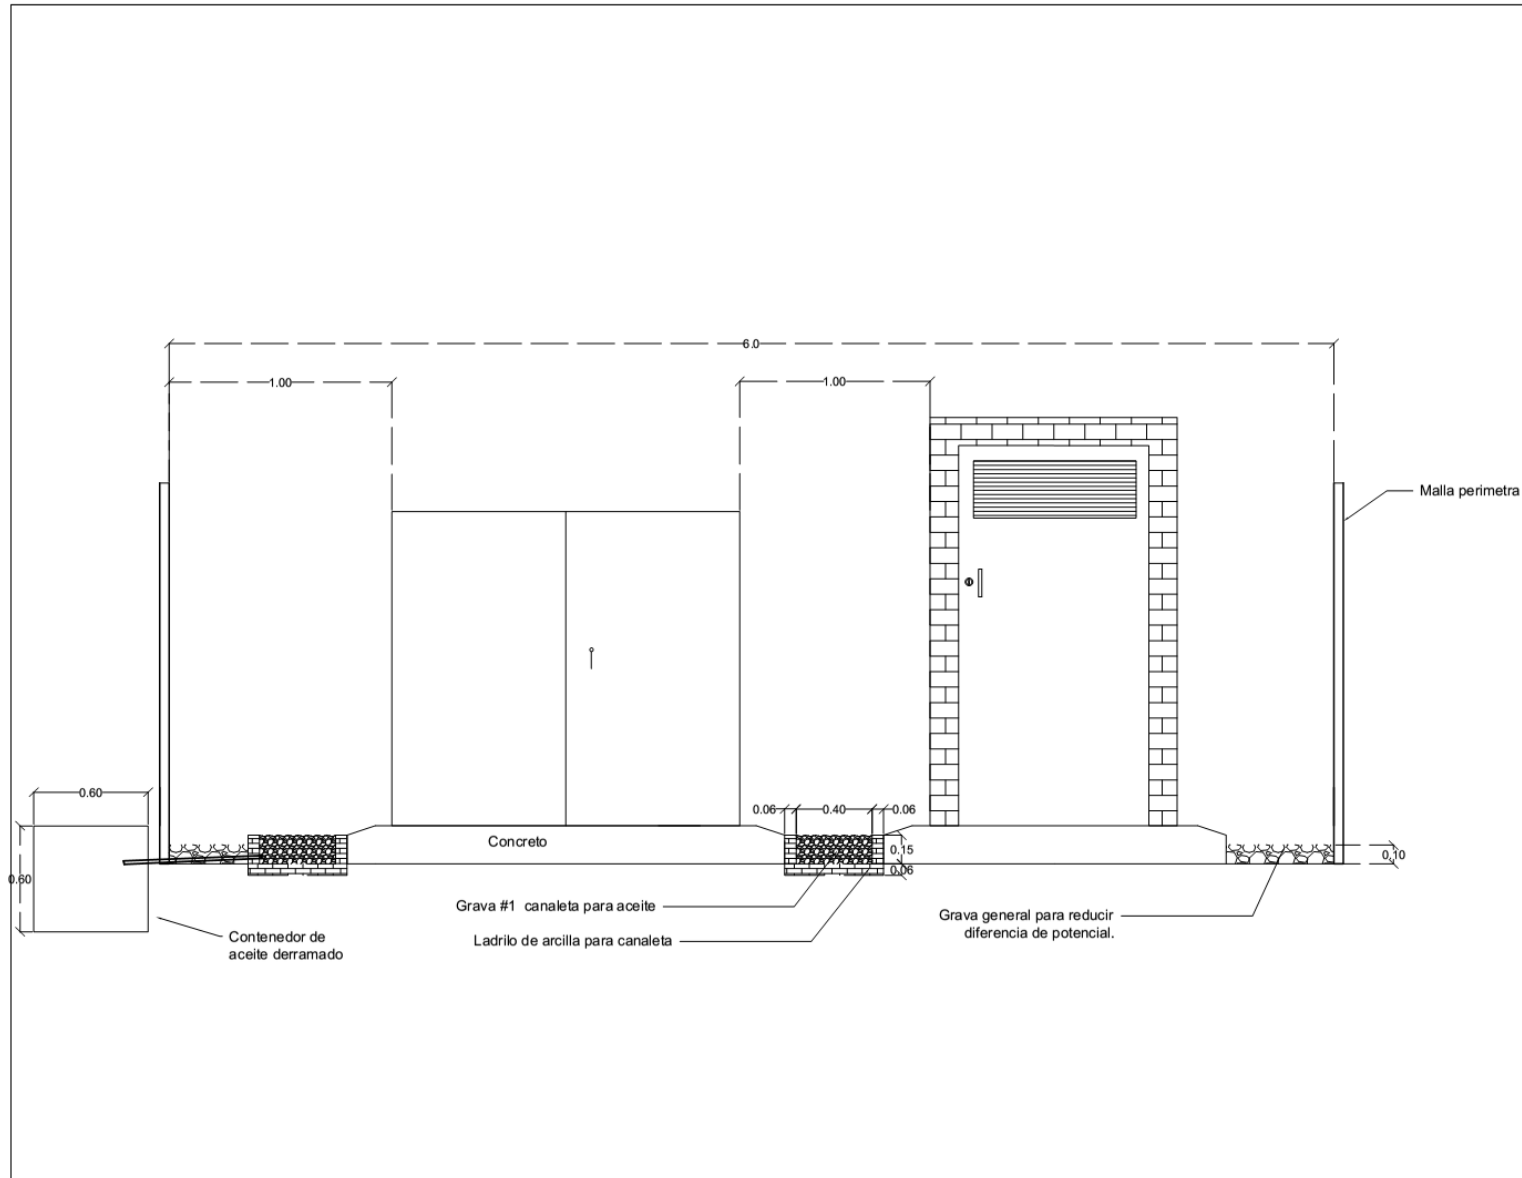 6.0
1.00
1.00
Malla perimetra
0.60
0.06
0.40
0.06
Concreto
0.15
0.10
0.06
0.60
Grava #1 canaleta para aceite
Grava general para reducir
diferencia de potencial.
Contenedor de
aceite derramado
Ladrilo de arcilla para canaleta